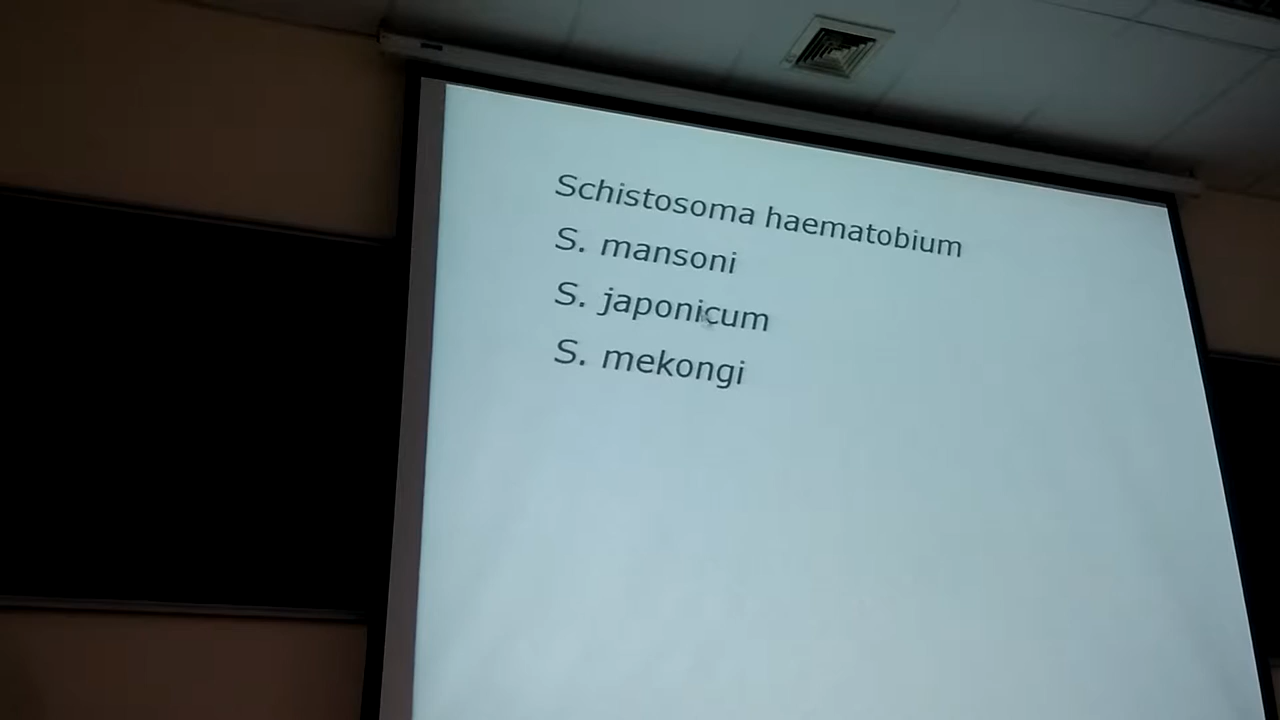 Schistosoma haematobium
S. mansoni
S. japonicum
S. mekongi